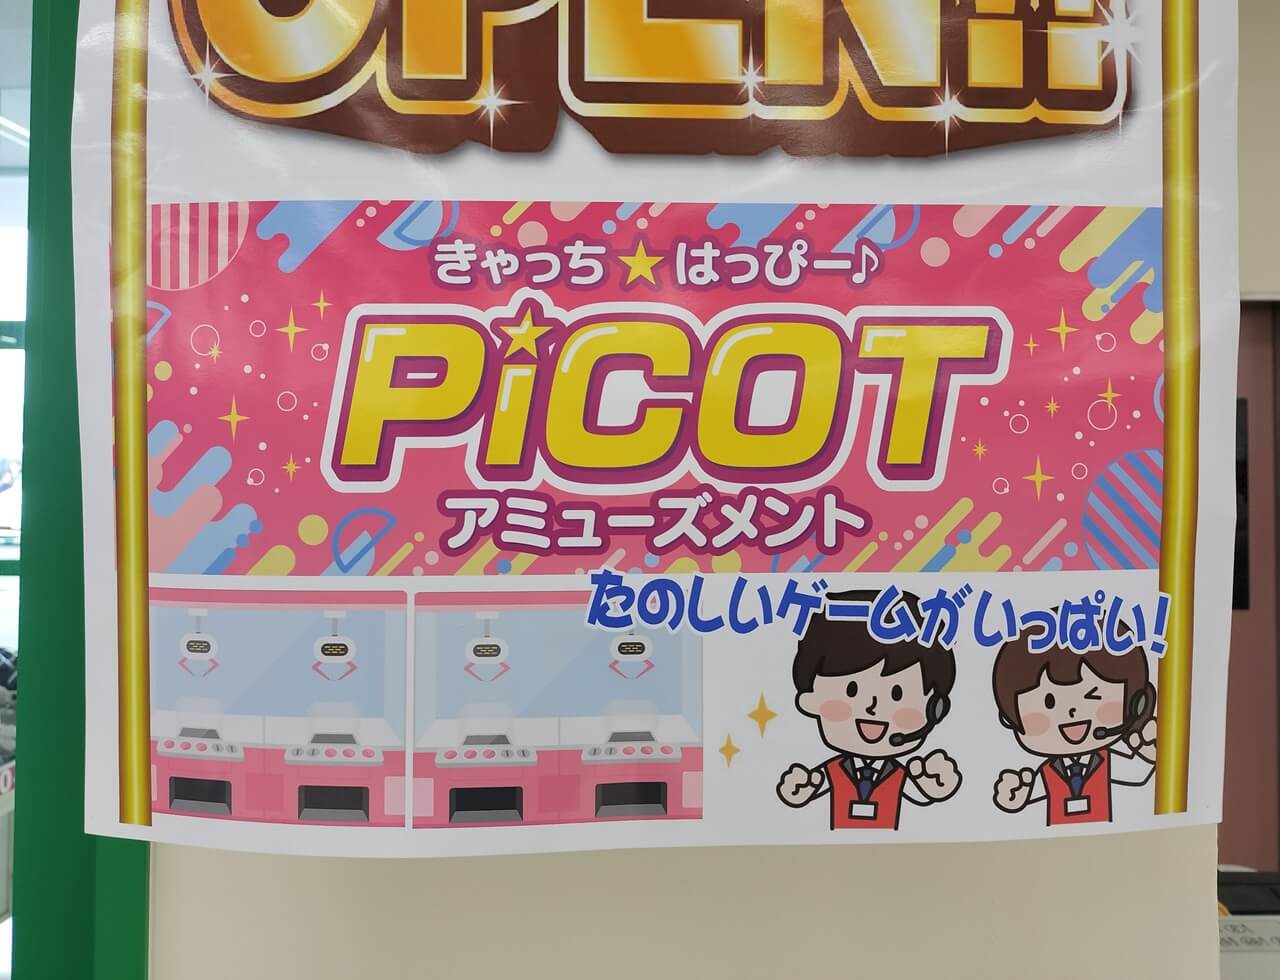 OPEN!!
きゃっち★はっぴー♪
PiCOT
アミューズメント
たのしいゲームがいっぱい!